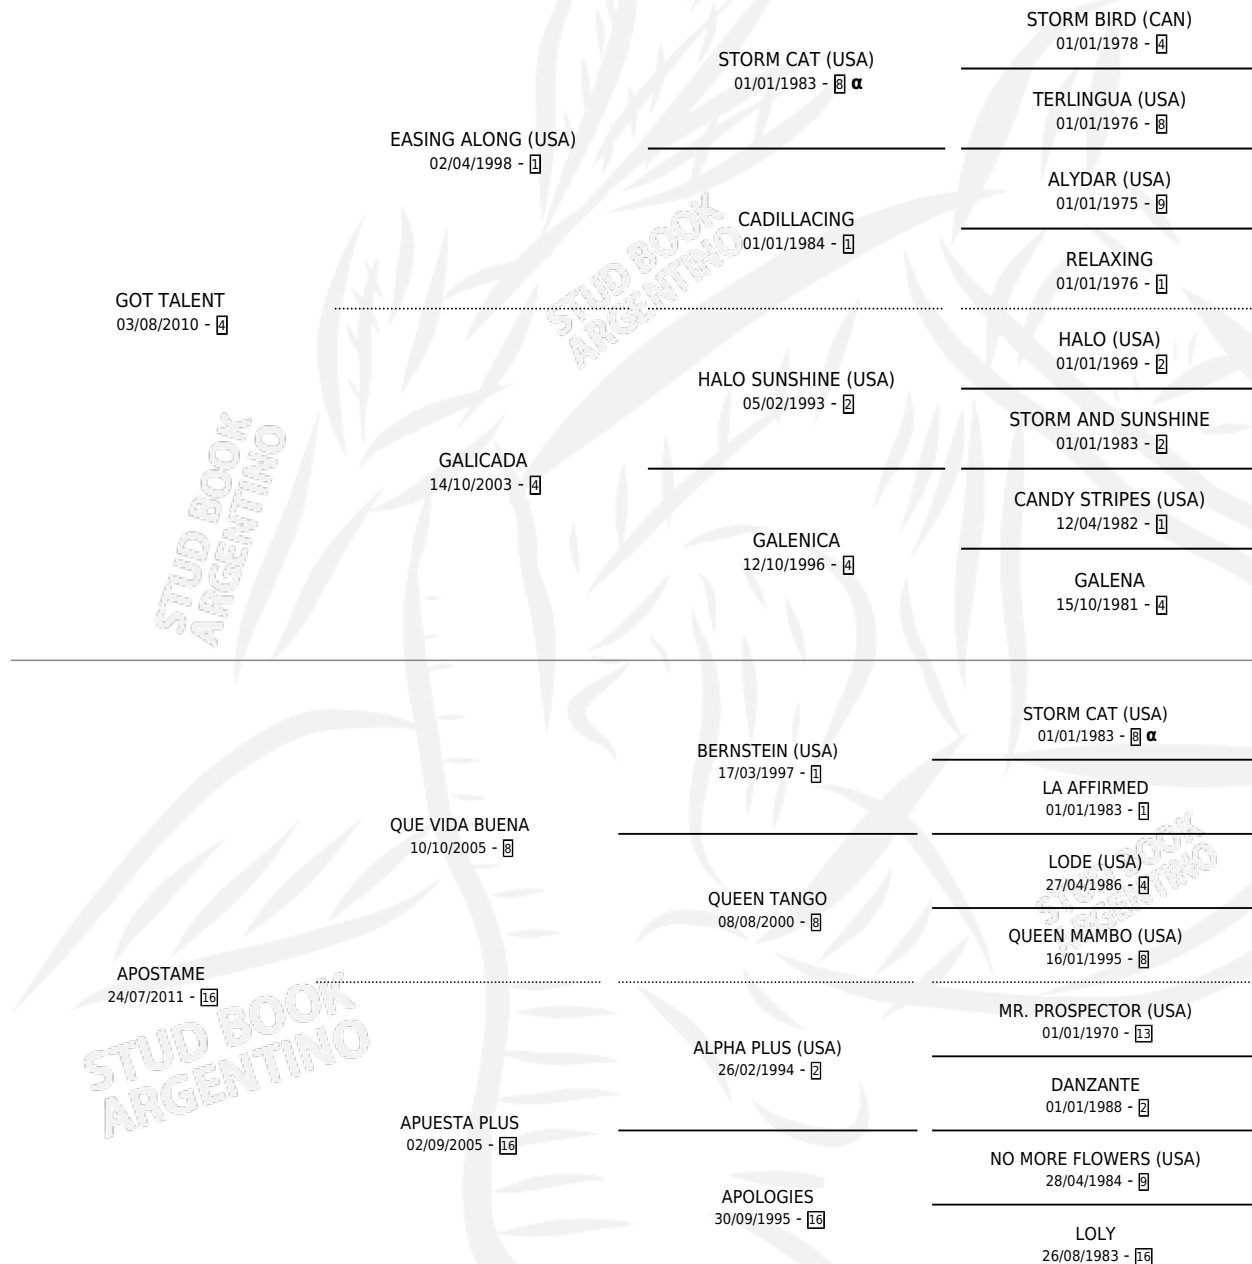 STORM BIRD (CAN)
01/01/1978 - 4
STORM CAT (USA)
01/01/1983 - 8 α
TERLINGUA (USA)
01/01/1976 - 8
EASING ALONG (USA)
02/04/1998 - 1
ALYDAR (USA)
01/01/1975 - 9
CADILLACING
01/01/1984 - 1
RELAXING
01/01/1976 - 1
GOT TALENT
03/08/2010 - 4
STUD BOOK
ARGENTINO
HALO (USA)
01/01/1969 - 2
HALO SUNSHINE (USA)
05/02/1993 - 2
STORM AND SUNSHINE
01/01/1983 - 2
GALICADA
14/10/2003 - 4
CANDY STRIPES (USA)
12/04/1982 - 1
GALENICA
12/10/1996 - 4
GALENA
15/10/1981 - 4
STUD BOOK
ARGENTINO
STORM CAT (USA)
01/01/1983 - 8 α
BERNSTEIN (USA)
17/03/1997 - 1
LA AFFIRMED
01/01/1983 - 1
QUE VIDA BUENA
10/10/2005 - 8
LODE (USA)
27/04/1986 - 4
QUEEN TANGO
08/08/2000 - 8
STUD BOOK
ARGENTINO
QUEEN MAMBO (USA)
16/01/1995 - 8
APOSTAME
24/07/2011 - 16
MR. PROSPECTOR (USA)
01/01/1970 - 13
ALPHA PLUS (USA)
26/02/1994 - 2
DANZANTE
01/01/1988 - 2
STUD BOOK
ARGENTINO
APUESTA PLUS
02/09/2005 - 16
NO MORE FLOWERS (USA)
28/04/1984 - 9
APOLOGIES
30/09/1995 - 16
LOLY
26/08/1983 - 16